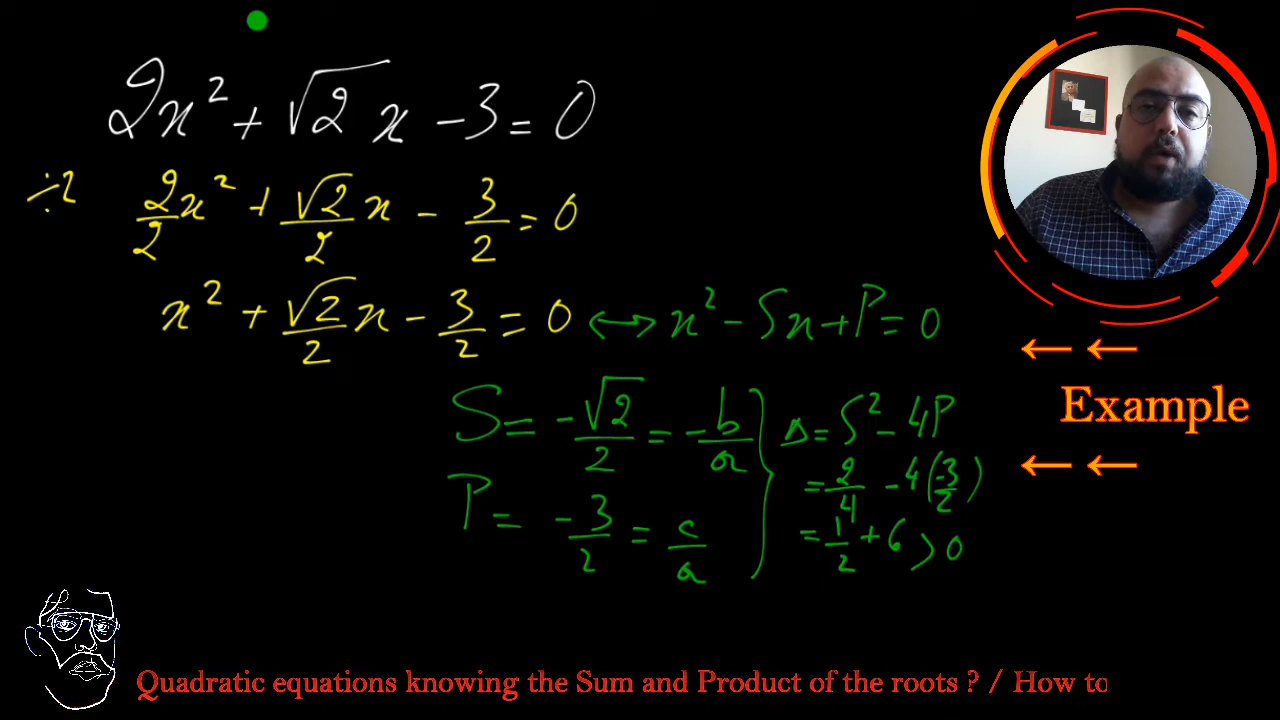 2x² + √2 x - 3 = 0
÷2 2/2 x² + √2/2 x - 3/2 = 0
x² + √2/2 x - 3/2 = 0 ↔ x² - Sx + P = 0
← ←
Example
← ←
S = -√2/2 = -b/a } Δ = S² - 4P
= 2/4 - 4(-3/2)
P = -3/2 = c/a
= 1/2 + 6 > 0
Quadratic equations knowing the Sum and Product of the roots ? / How to